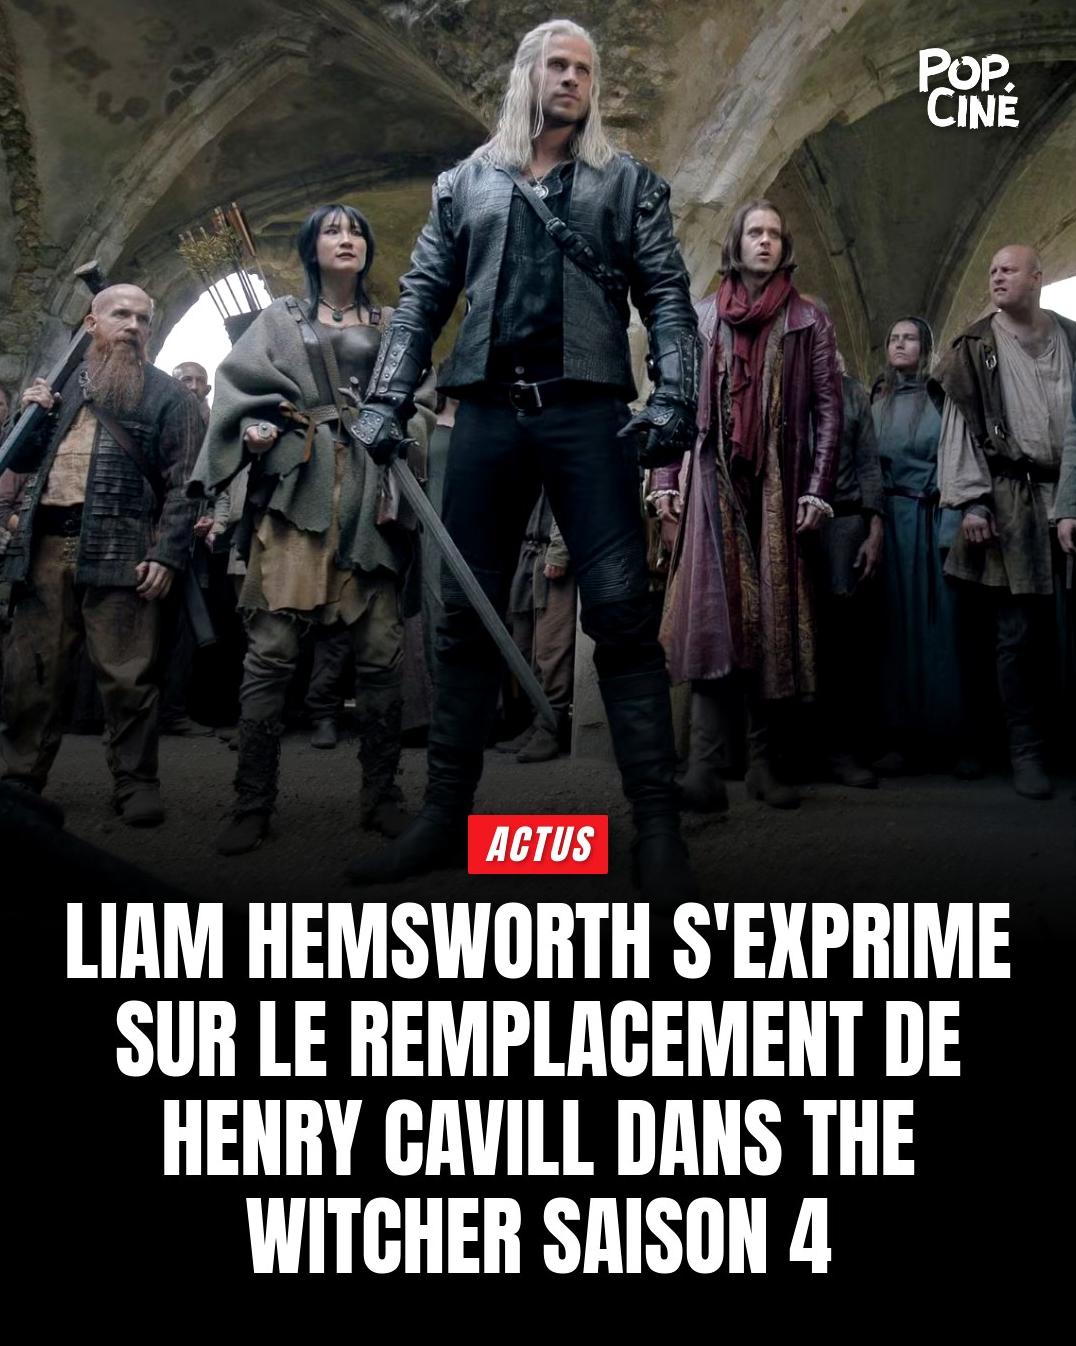 POP.
CINÉ
ACTUS
LIAM HEMSWORTH S'EXPRIME
SUR LE REMPLACEMENT DE
HENRY CAVILL DANS THE
WITCHER SAISON 4